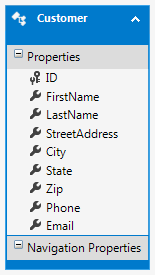 Customer
Properties
ID
FirstName
LastName
StreetAddress
City
State
Zip
Phone
Email
Navigation Properties